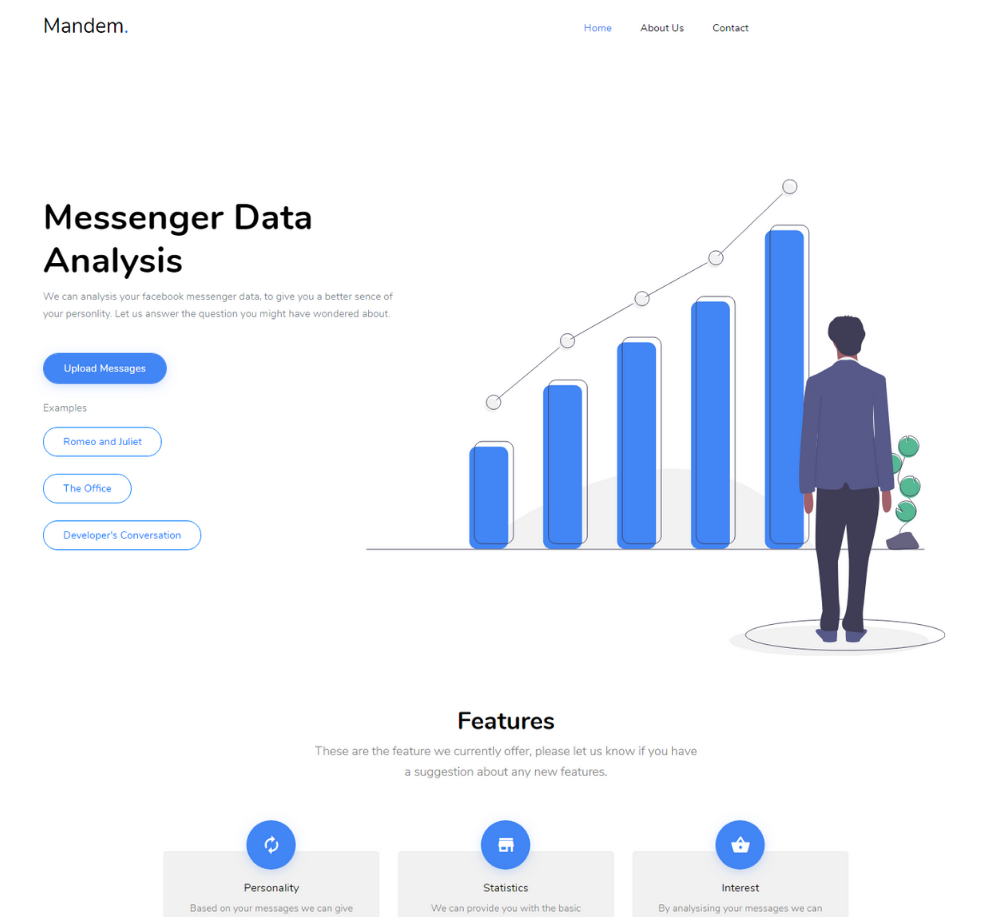 Mandem.
Home
About Us
Contact
Messenger Data
Analysis
We can analysis your facebook messenger data, to give you a better sence of
your personlity. Let us answer the question you might have wondered about.
Upload Messages
Examples
Romeo and Juliet
The Office
Developer's Conversation
Features
These are the feature we currently offer, please let us know if you have
a suggestion about any new features.
Personality
Based on your messages we can give
Statistics
We can provide you with the basic
Interest
By analysising your messages we can